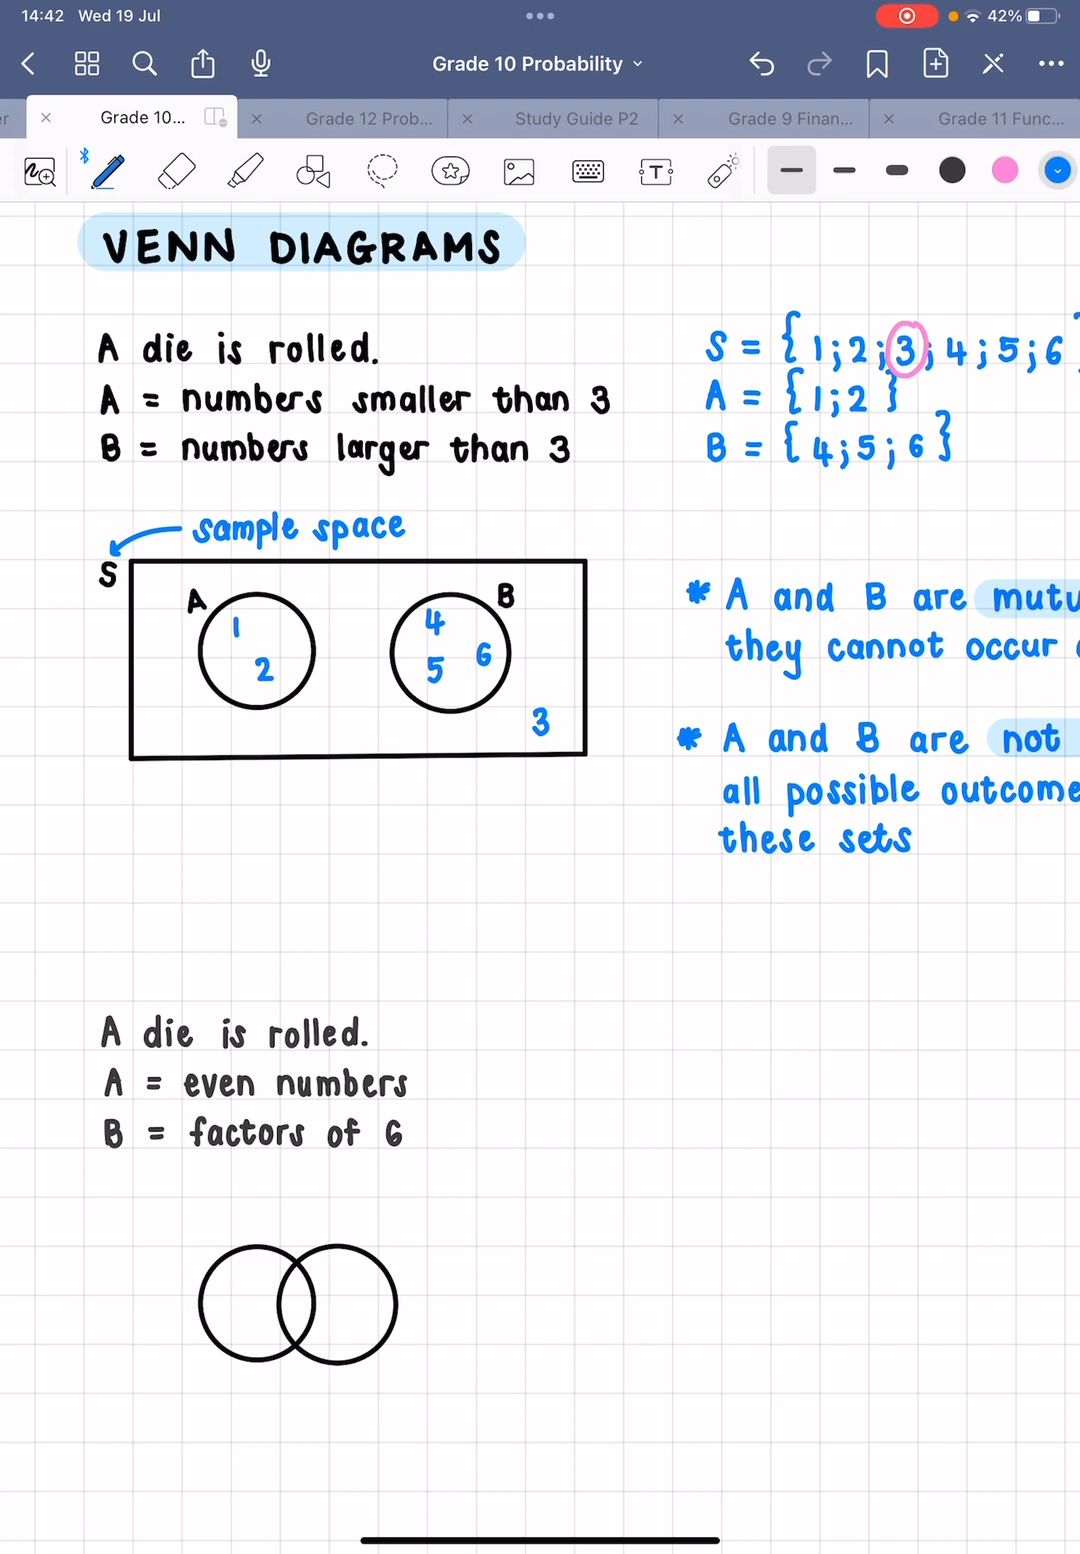 14:42 Wed 19 Jul
42%
Grade 10 Probability
er
Grade 10...
Grade 12 Prob...
Study Guide P2
Grade 9 Finan...
Grade 11 Func...
T
VENN DIAGRAMS
A die is rolled.
A = numbers smaller than 3
B = numbers larger than 3
S = {1;2;3;4;5;6}
A = {1;2}
B = {4;5;6}
sample space
S
A
B
1
2
4
5
6
3
* A and B are mutu
they cannot occur
* A and B are not
all possible outcome
these sets
A die is rolled.
A = even numbers
B = factors of 6